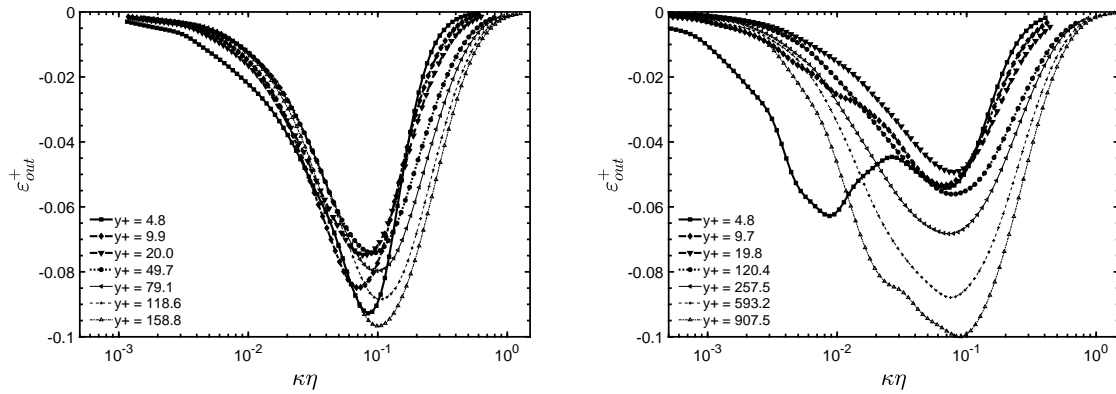 0
-0.02
-0.04
-0.06
-0.08
-0.1
ε⁺out
y+ = 4.8
y+ = 9.9
y+ = 20.0
y+ = 49.7
y+ = 79.1
y+ = 118.6
y+ = 158.8
10⁻³ 10⁻² 10⁻¹ 10⁰
κη
0
-0.02
-0.04
-0.06
-0.08
-0.1
ε⁺out
y+ = 4.8
y+ = 9.7
y+ = 19.8
y+ = 120.4
y+ = 257.5
y+ = 593.2
y+ = 907.5
10⁻³ 10⁻² 10⁻¹ 10⁰
κη